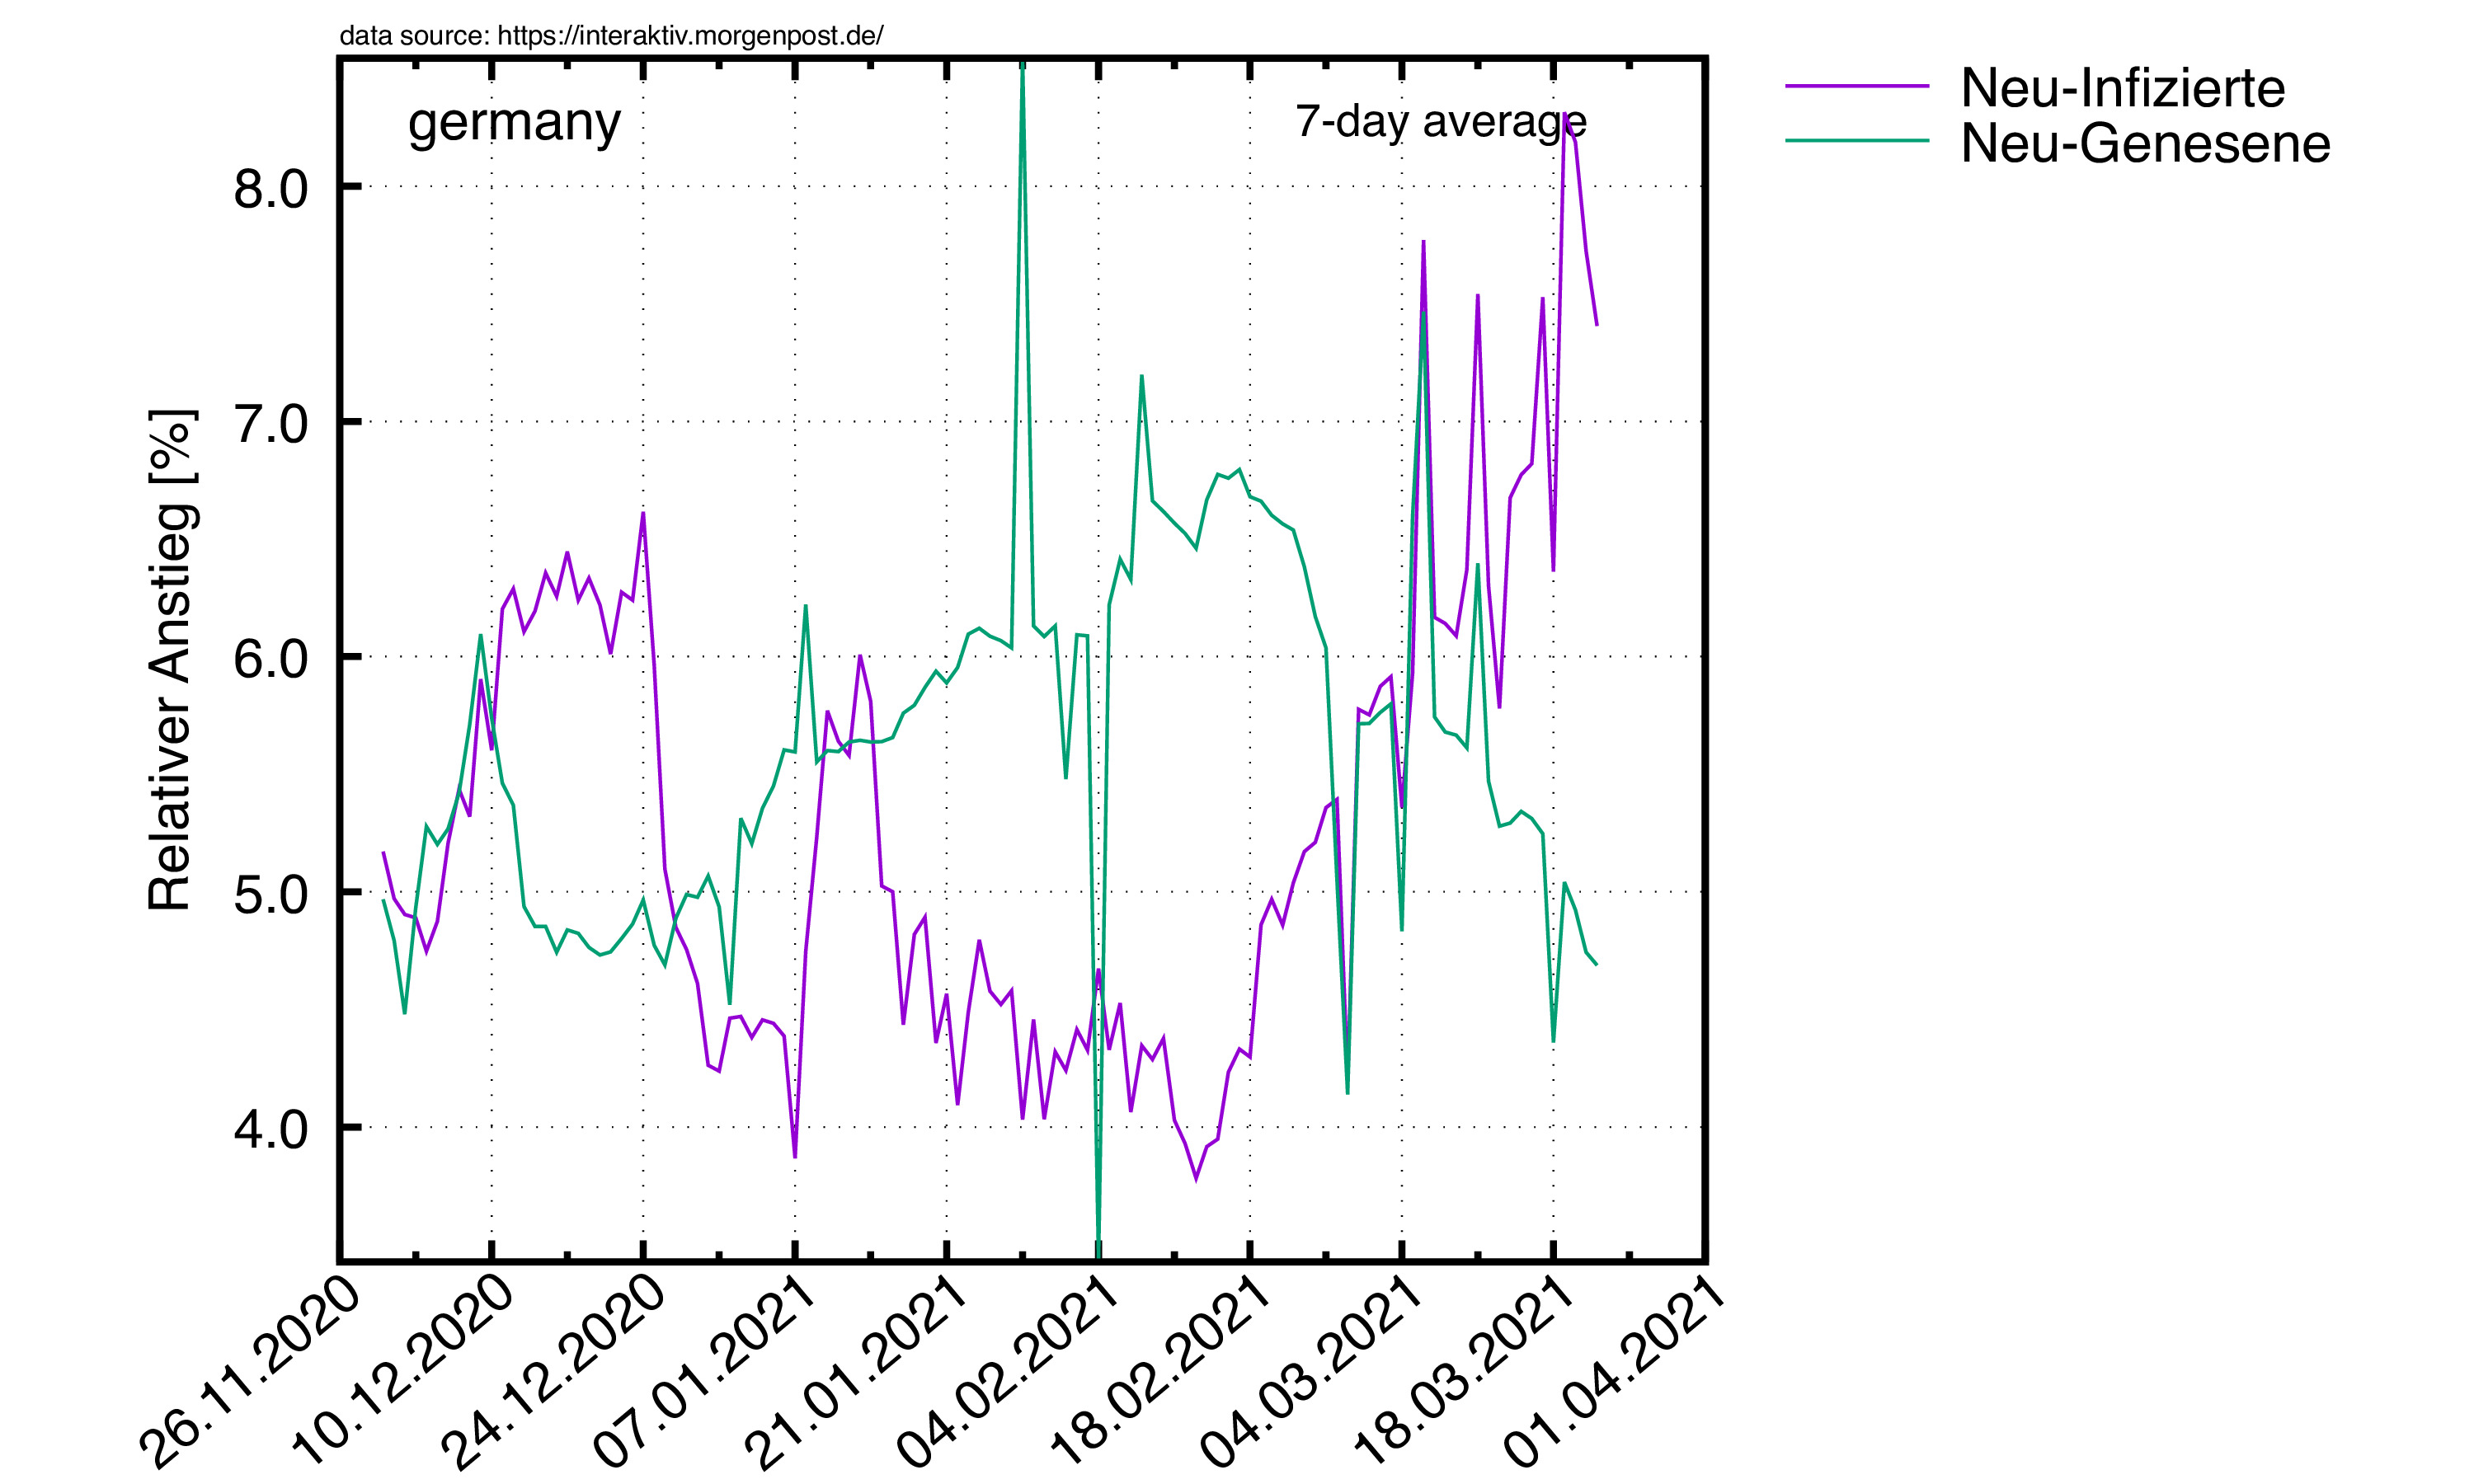 data source: https://interaktiv.morgenpost.de/
germany
7-day average
Neu-Infizierte
Neu-Genesene
Relativer Anstieg [%]
8.0
7.0
6.0
5.0
4.0
26.11.2020
10.12.2020
24.12.2020
07.01.2021
21.01.2021
04.02.2021
18.02.2021
04.03.2021
18.03.2021
01.04.2021